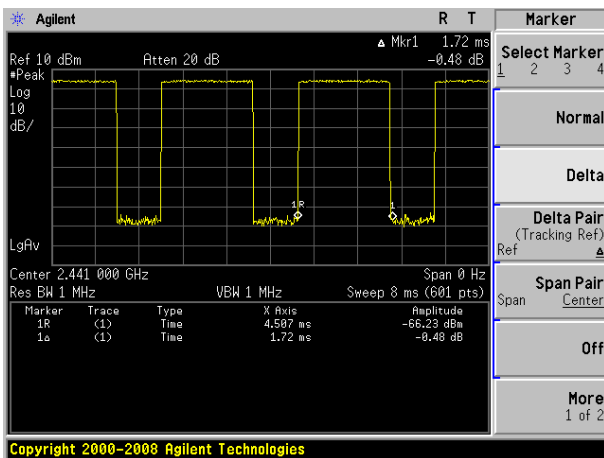 Agilent R T
Δ Mkr1 1.72 ms
Ref 10 dBm Atten 20 dB -0.48 dB
#Peak
Log
10
dB/
1R
1
LgAv
Center 2.441 000 GHz Span 0 Hz
Res BW 1 MHz VBW 1 MHz Sweep 8 ms (601 pts)
Marker Trace Type X Axis Amplitude
1R (1) Time 4.507 ms -66.23 dBm
1Δ (1) Time 1.72 ms -0.48 dB
Copyright 2000-2008 Agilent Technologies
Marker
Select Marker
1 2 3 4
Normal
Delta
Delta Pair
(Tracking Ref)
Ref Δ
Span Pair
Span Center
Off
More
1 of 2